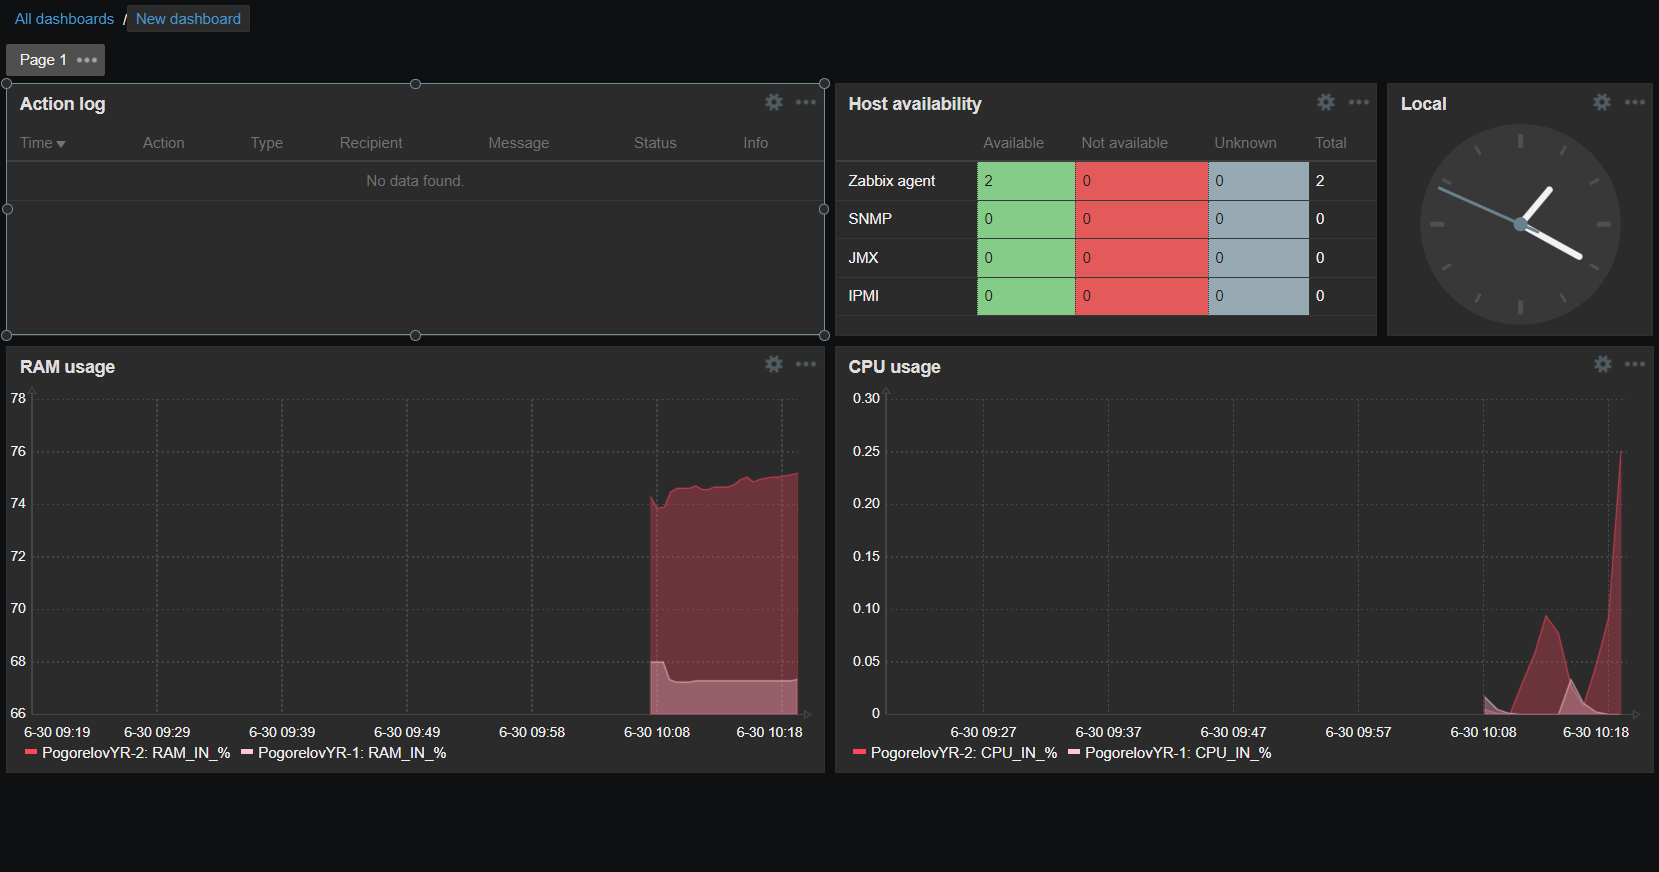 All dashboards / New dashboard
Page 1
Action log
Time Action Type Recipient Message Status Info
No data found.
Host availability
Available Not available Unknown Total
Zabbix agent 2 0 0 2
SNMP 0 0 0 0
JMX 0 0 0 0
IPMI 0 0 0 0
Local
RAM usage
78
76
74
72
70
68
66
6-30 09:19 6-30 09:29 6-30 09:39 6-30 09:49 6-30 09:58 6-30 10:08 6-30 10:18
PogorelovYR-2: RAM_IN_% PogorelovYR-1: RAM_IN_%
CPU usage
0.30
0.25
0.20
0.15
0.10
0.05
0
6-30 09:27 6-30 09:37 6-30 09:47 6-30 09:57 6-30 10:08 6-30 10:18
PogorelovYR-2: CPU_IN_% PogorelovYR-1: CPU_IN_%